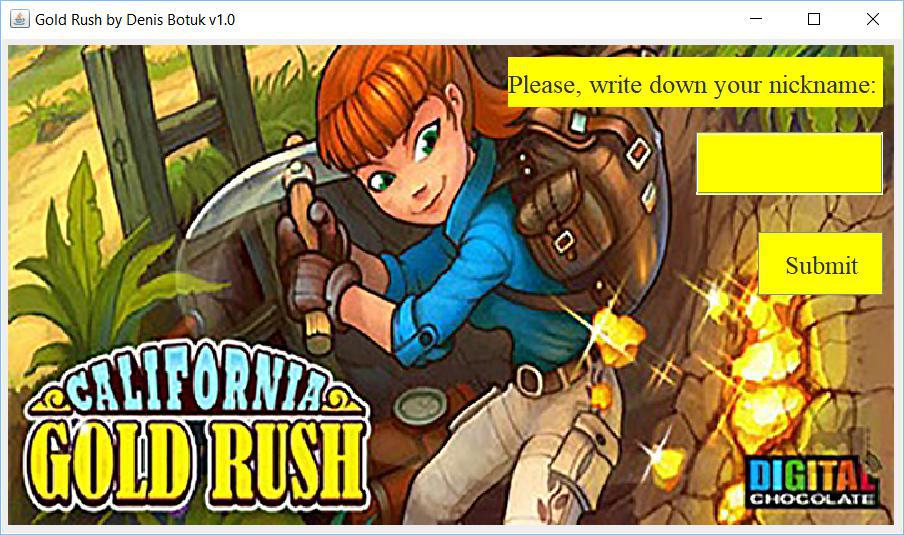 Gold Rush by Denis Botuk v1.0
Please, write down your nickname:
Submit
CALIFORNIA
GOLD RUSH
DIGITAL
CHOCOLATE